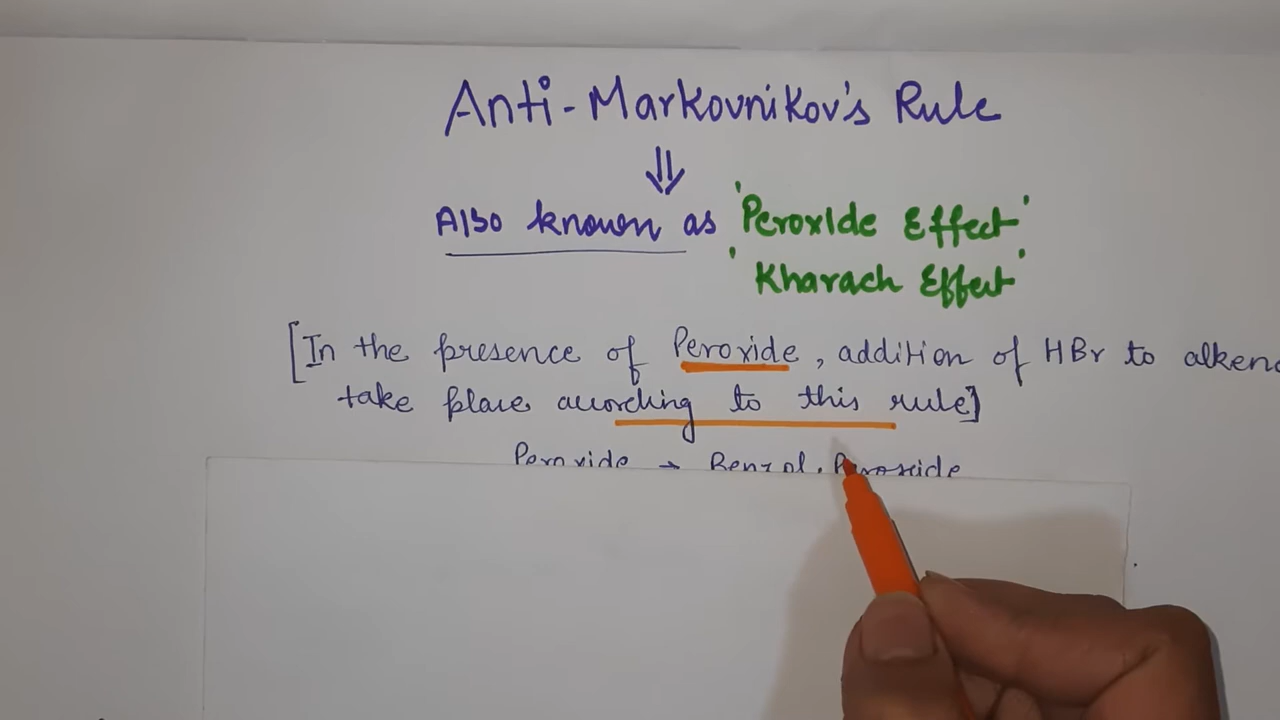 Anti-Markovnikov's Rule
⇓
Also known as 'Peroxide Effect'
'Kharach Effect'
[In the presence of Peroxide, addition of HBr to alkene
take place according to this rule]
Peroxide → Peroxide